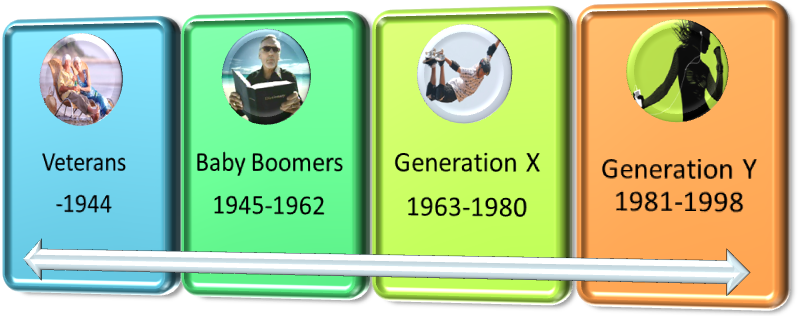 Veterans
-1944
Baby Boomers
1945-1962
Generation X
1963-1980
Generation Y
1981-1998